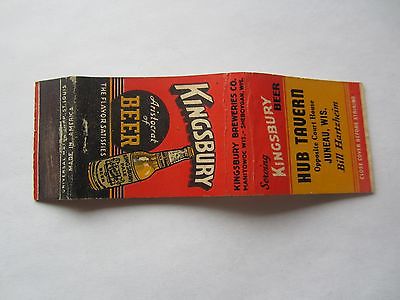 UNIVERSAL
MADE IN AMERICA
THE FLAVOR SATISFIES
Aristocrat
of
BEER
KINGSBURY
KINGSBURY BREWERIES CO.
MANITOWOC, WIS. - SHEBOYGAN, WIS.
Serving
KINGSBURY
BEER
HUB TAVERN
Opposite Court House
JUNEAU, WIS.
Bill Hartzheim
CLOSE COVER BEFORE STRIKING